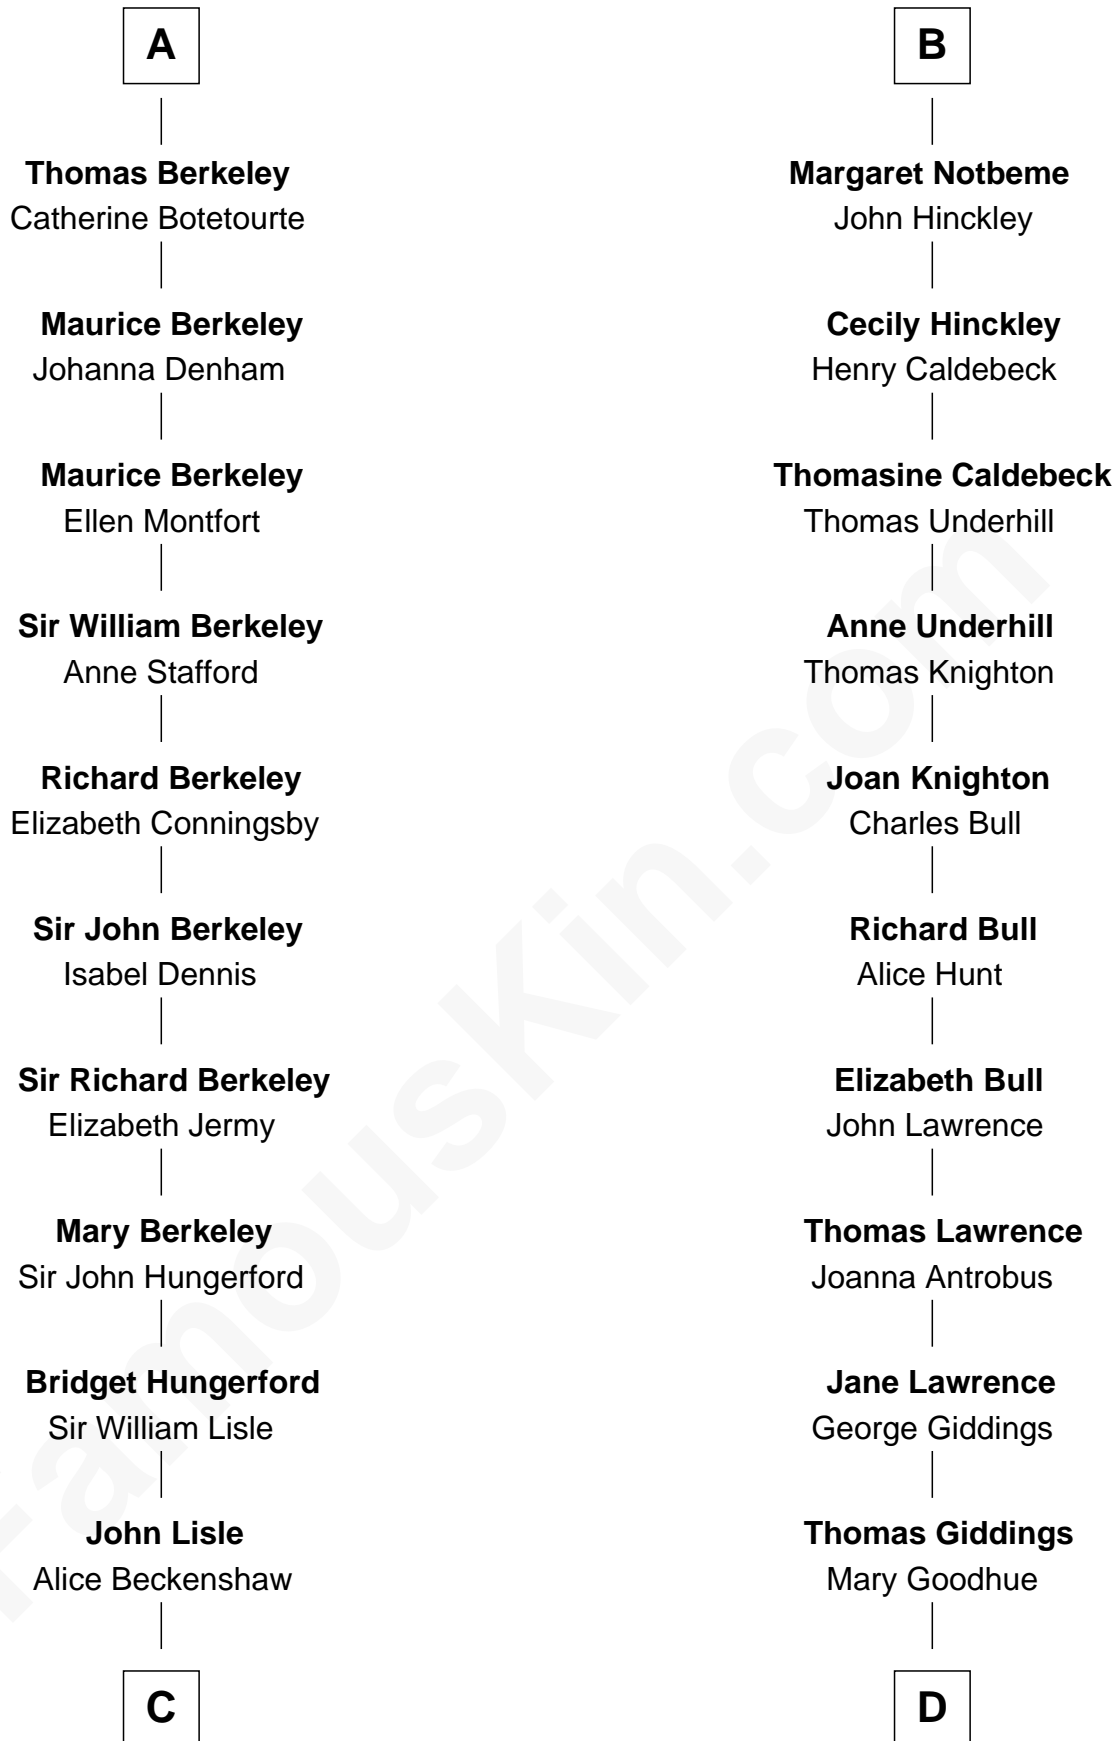 A
Thomas Berkeley
Catherine Botetourte
Maurice Berkeley
Johanna Denham
Maurice Berkeley
Ellen Montfort
Sir William Berkeley
Anne Stafford
Richard Berkeley
Elizabeth Conningsby
Sir John Berkeley
Isabel Dennis
Sir Richard Berkeley
Elizabeth Jermy
Mary Berkeley
Sir John Hungerford
Bridget Hungerford
Sir William Lisle
John Lisle
Alice Beckenshaw
C
B
Margaret Notbeme
John Hinckley
Cecily Hinckley
Henry Caldebeck
Thomasine Caldebeck
Thomas Underhill
Anne Underhill
Thomas Knighton
Joan Knighton
Charles Bull
Richard Bull
Alice Hunt
Elizabeth Bull
John Lawrence
Thomas Lawrence
Joanna Antrobus
Jane Lawrence
George Giddings
Thomas Giddings
Mary Goodhue
D
FamousKin.com